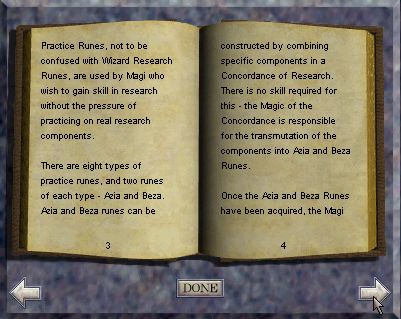 Practice Runes, not to be
confused with Wizard Research
Runes, are used by Magi who
wish to gain skill in research
without the pressure of
practicing on real research
components.
There are eight types of
practice runes, and two runes
of each type - Azia and Beza.
Azia and Beza runes can be
3
constructed by combining
specific components in a
Concordance of Research.
There is no skill required for
this - the Magic of the
Concordance is responsible
for the transmutation of the
components into Azia and Beza
Runes.
Once the Azia and Beza Runes
have been acquired, the Magi
4
DONE